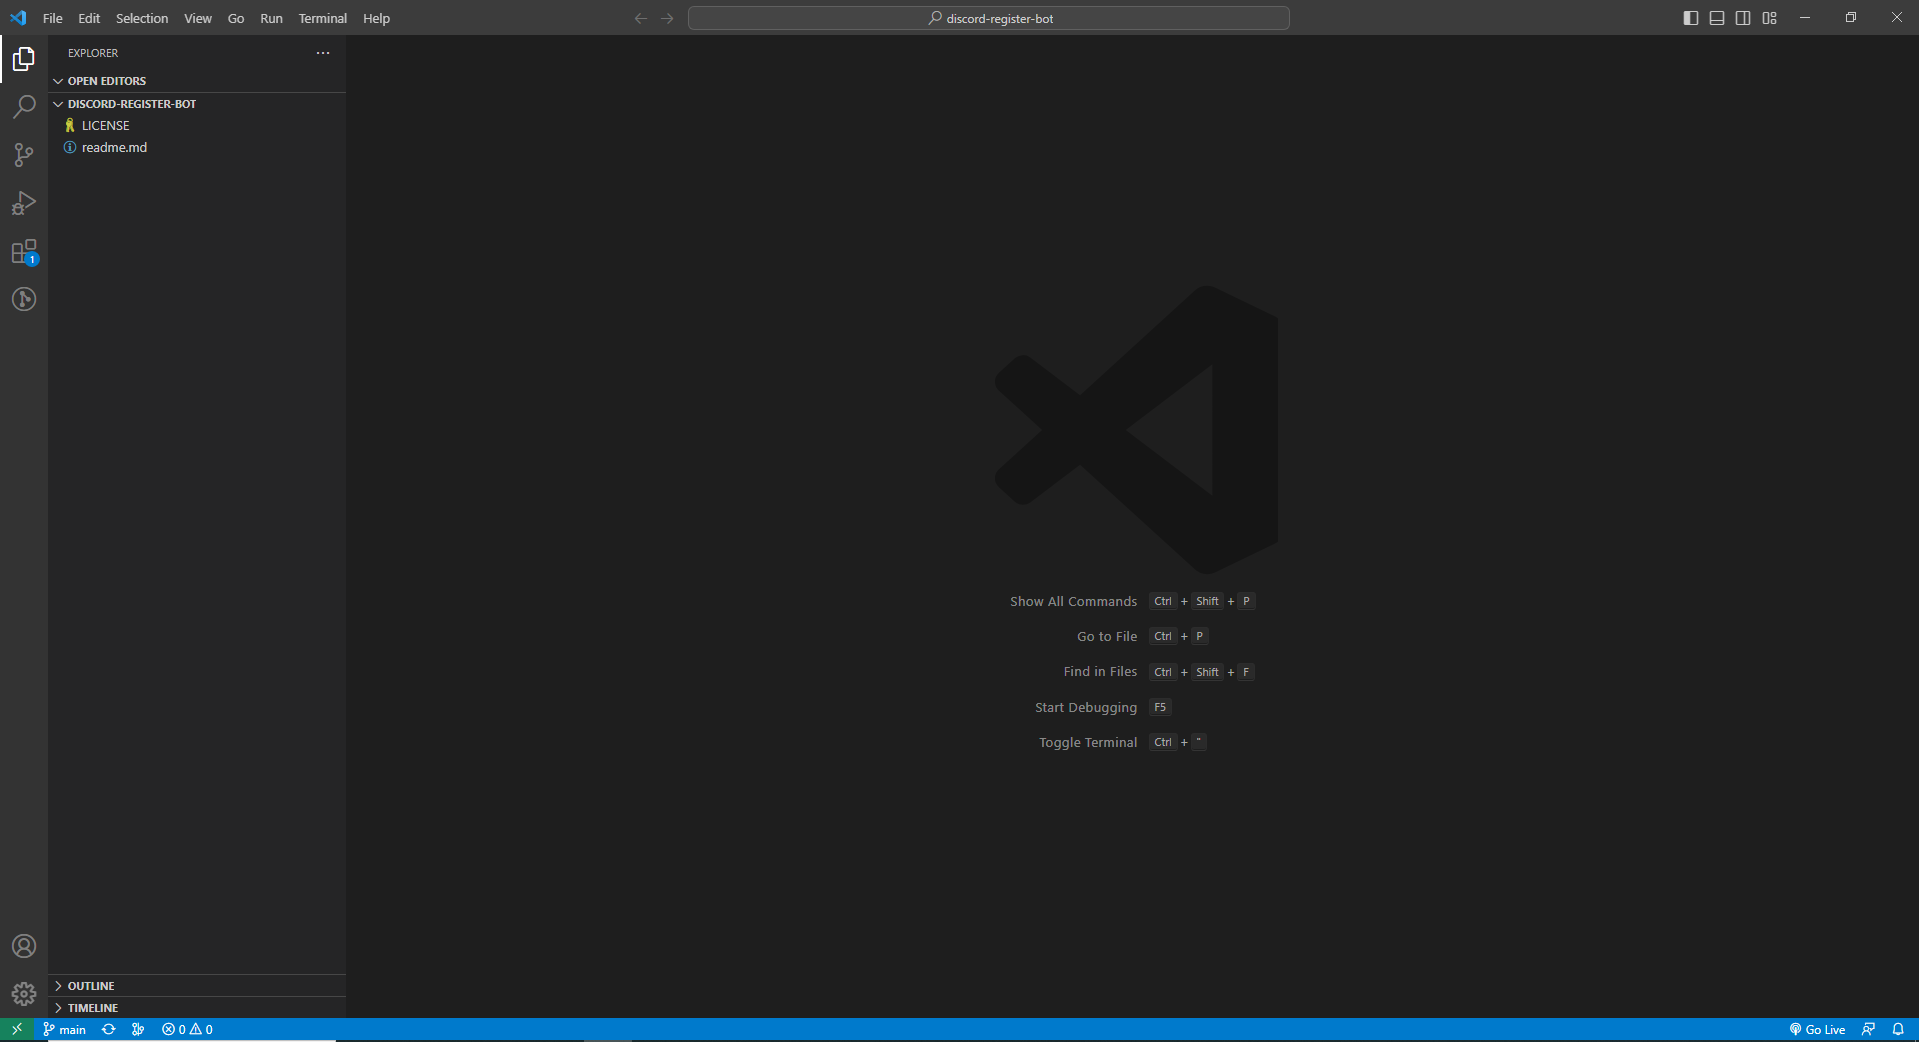 File Edit Selection View Go Run Terminal Help
discord-register-bot
EXPLORER
OPEN EDITORS
DISCORD-REGISTER-BOT
LICENSE
readme.md
1
Show All Commands Ctrl + Shift + P
Go to File Ctrl + P
Find in Files Ctrl + Shift + F
Start Debugging F5
Toggle Terminal Ctrl + "
OUTLINE
TIMELINE
main 0 0 Go Live